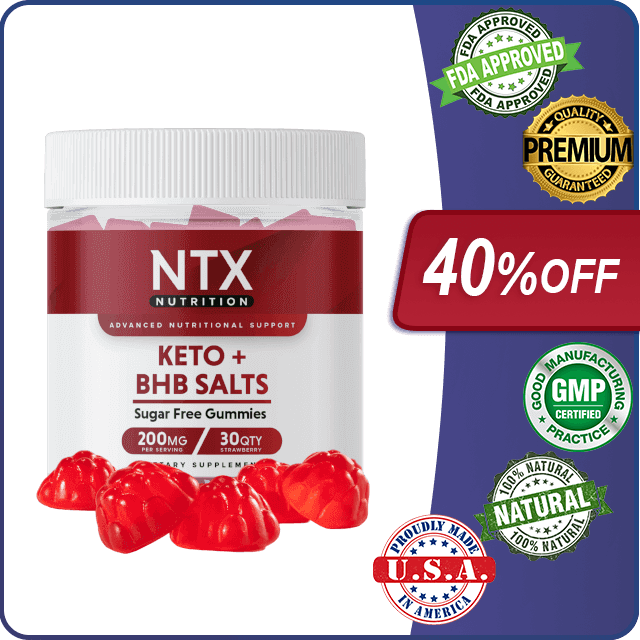 NTX
NUTRITION
ADVANCED NUTRITIONAL SUPPORT
KETO +
BHB SALTS
Sugar Free Gummies
200MG / 30QTY
PER SERVING STRAWBERRY
TARY SUPPLEMEN
FDA APPROVED
FDA APPROVED
FDA APPROVED
QUALITY
PREMIUM
GUARANTEED
40%OFF
GOOD MANUFACTURING
GMP
CERTIFIED
PRACTICE
100% NATURAL
NATURAL
100% NATURAL
PROUDLY MADE
U.S.A.
IN AMERICA